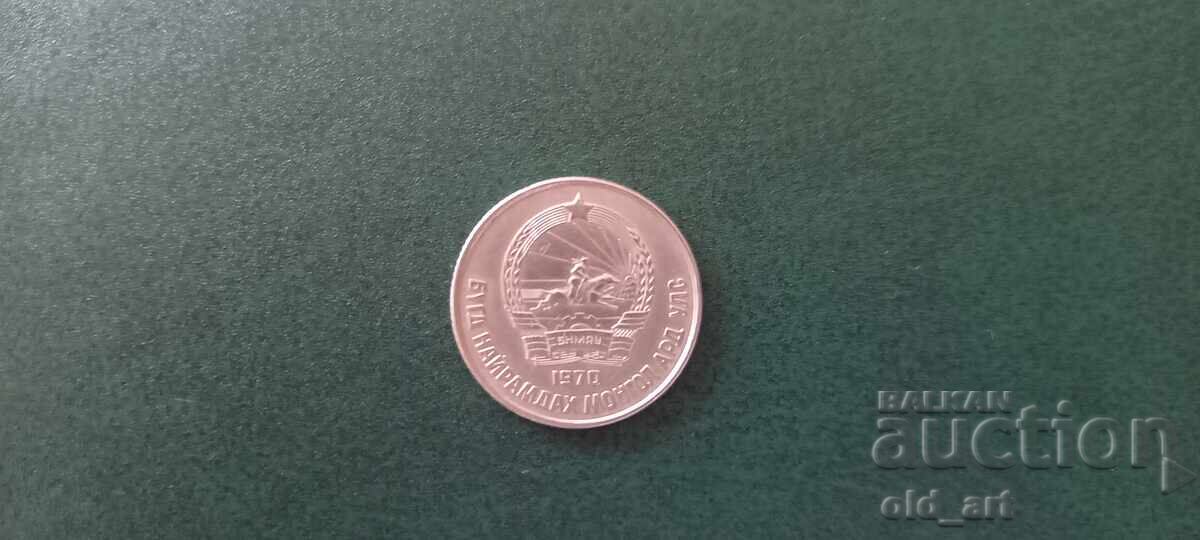 БНМАУ
1970
БҮГД НАЙРАМДАХ МОНГОЛ АРД УЛС
BALKAN
auction
old_art